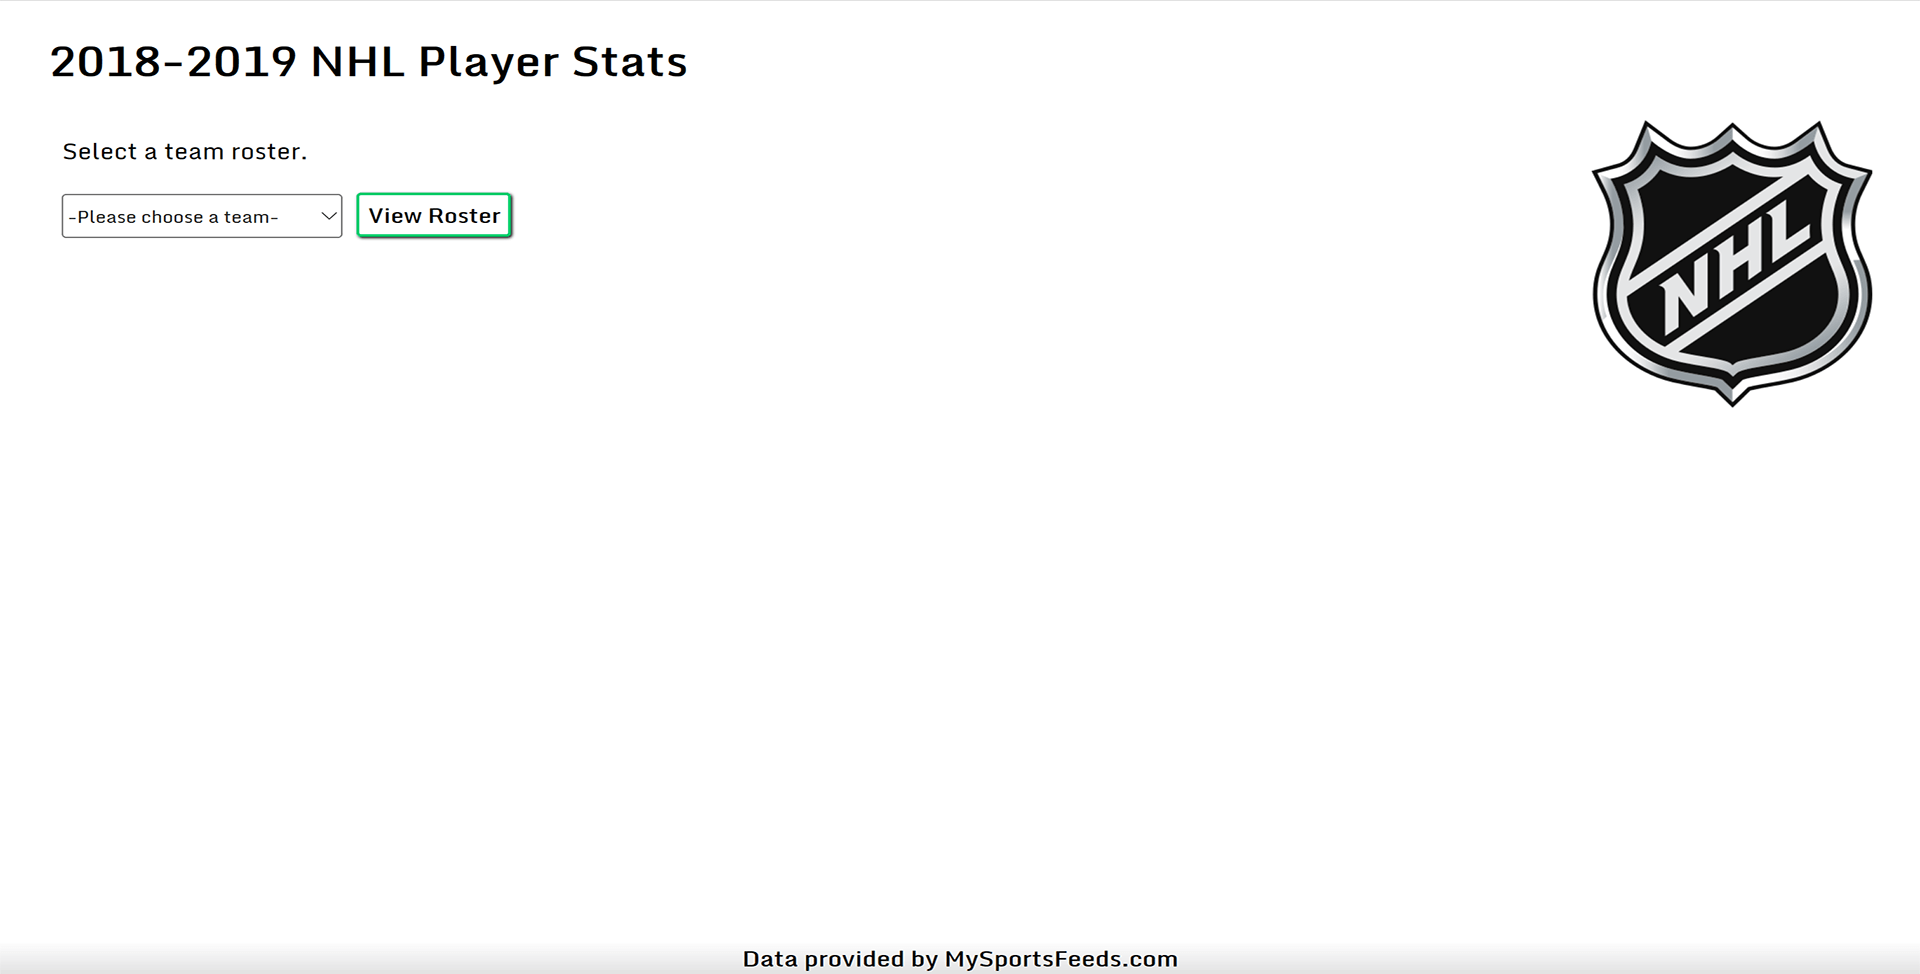 2018-2019 NHL Player Stats
Select a team roster.
-Please choose a team-
View Roster
NHL
Data provided by MySportsFeeds.com